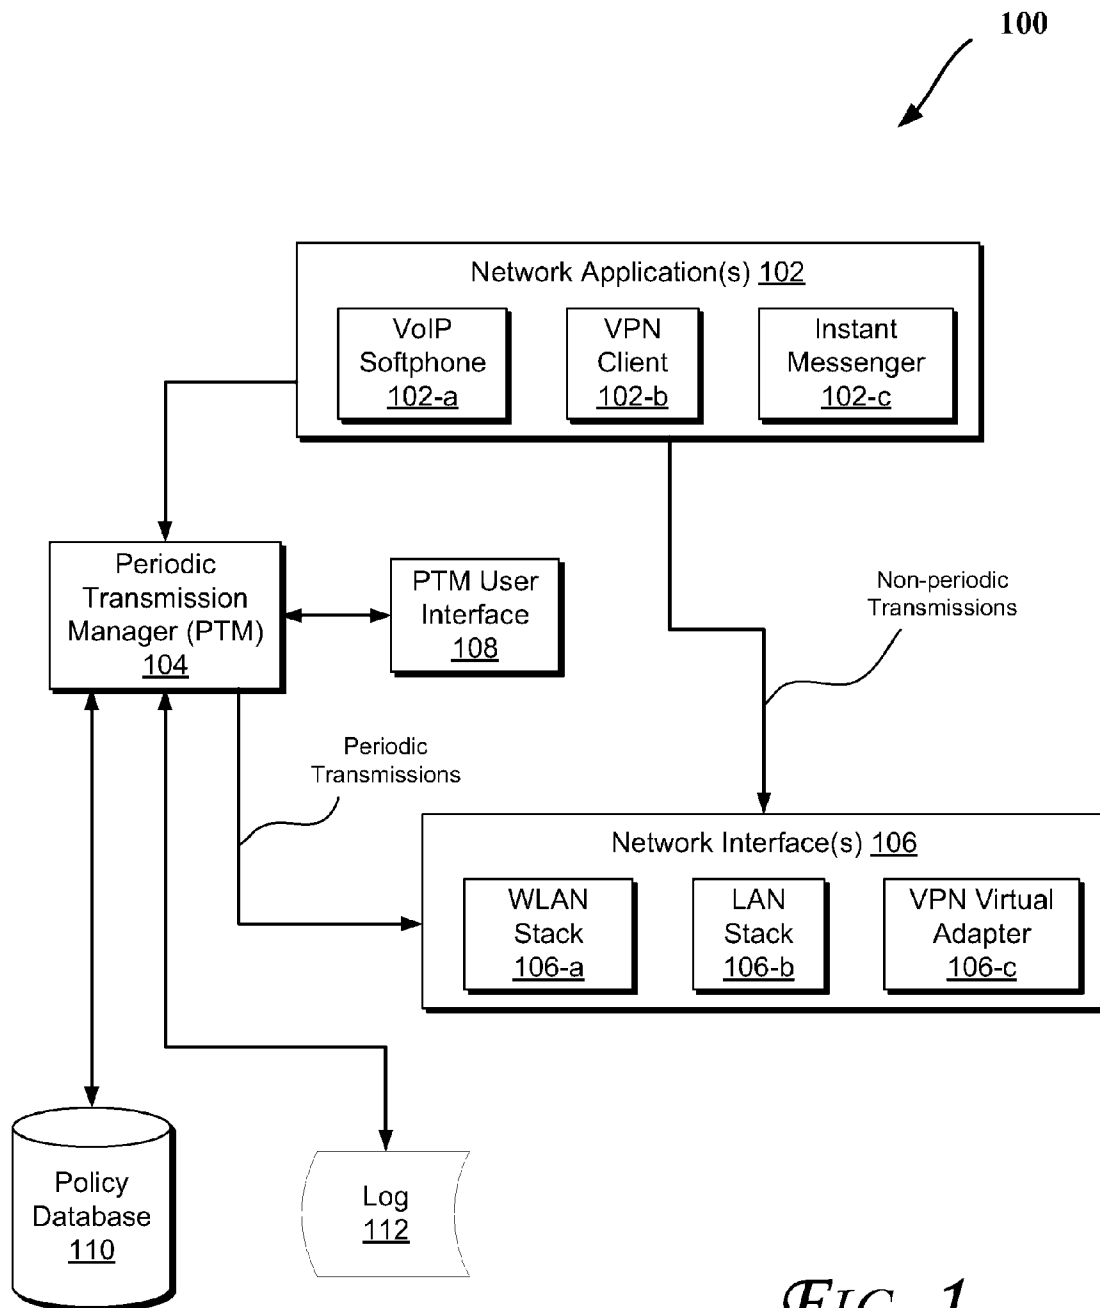 100
Network Application(s) 102
VoIP
Softphone
102-a
VPN
Client
102-b
Instant
Messenger
102-c
Periodic
Transmission
Manager (PTM)
104
PTM User
Interface
108
Non-periodic
Transmissions
Periodic
Transmissions
Network Interface(s) 106
WLAN
Stack
106-a
LAN
Stack
106-b
VPN Virtual
Adapter
106-c
Policy
Database
110
Log
112
FIG. 1